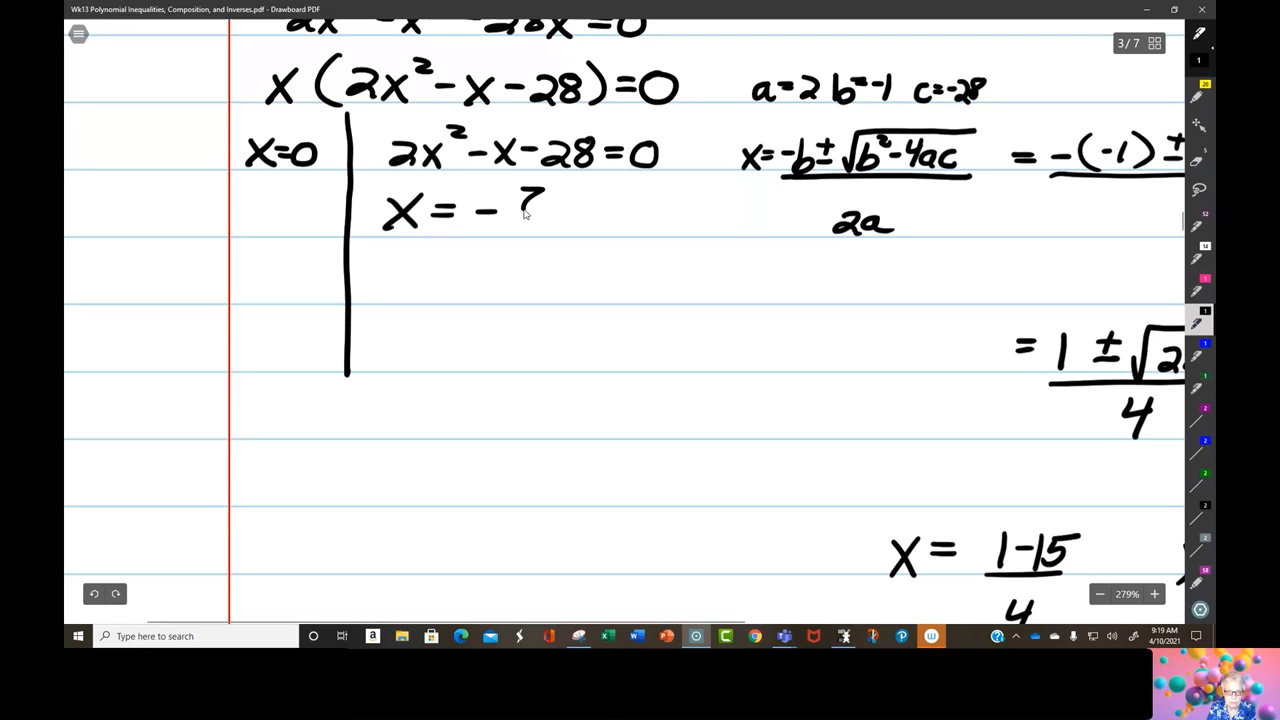 Wk13 Polynomial Inequalities, Composition, and Inverses.pdf - Drawboard PDF
3 / 7
x (2x² - x - 28) = 0
a = 2 b = -1 c = -28
x = 0
2x² - x - 28 = 0
x = -b ± √b² - 4ac
2a
= -(-1) ±
x = - 7
= 1 ± √2
4
x = 1 - 15
4
279%
Type here to search
9:19 AM
4/10/2021